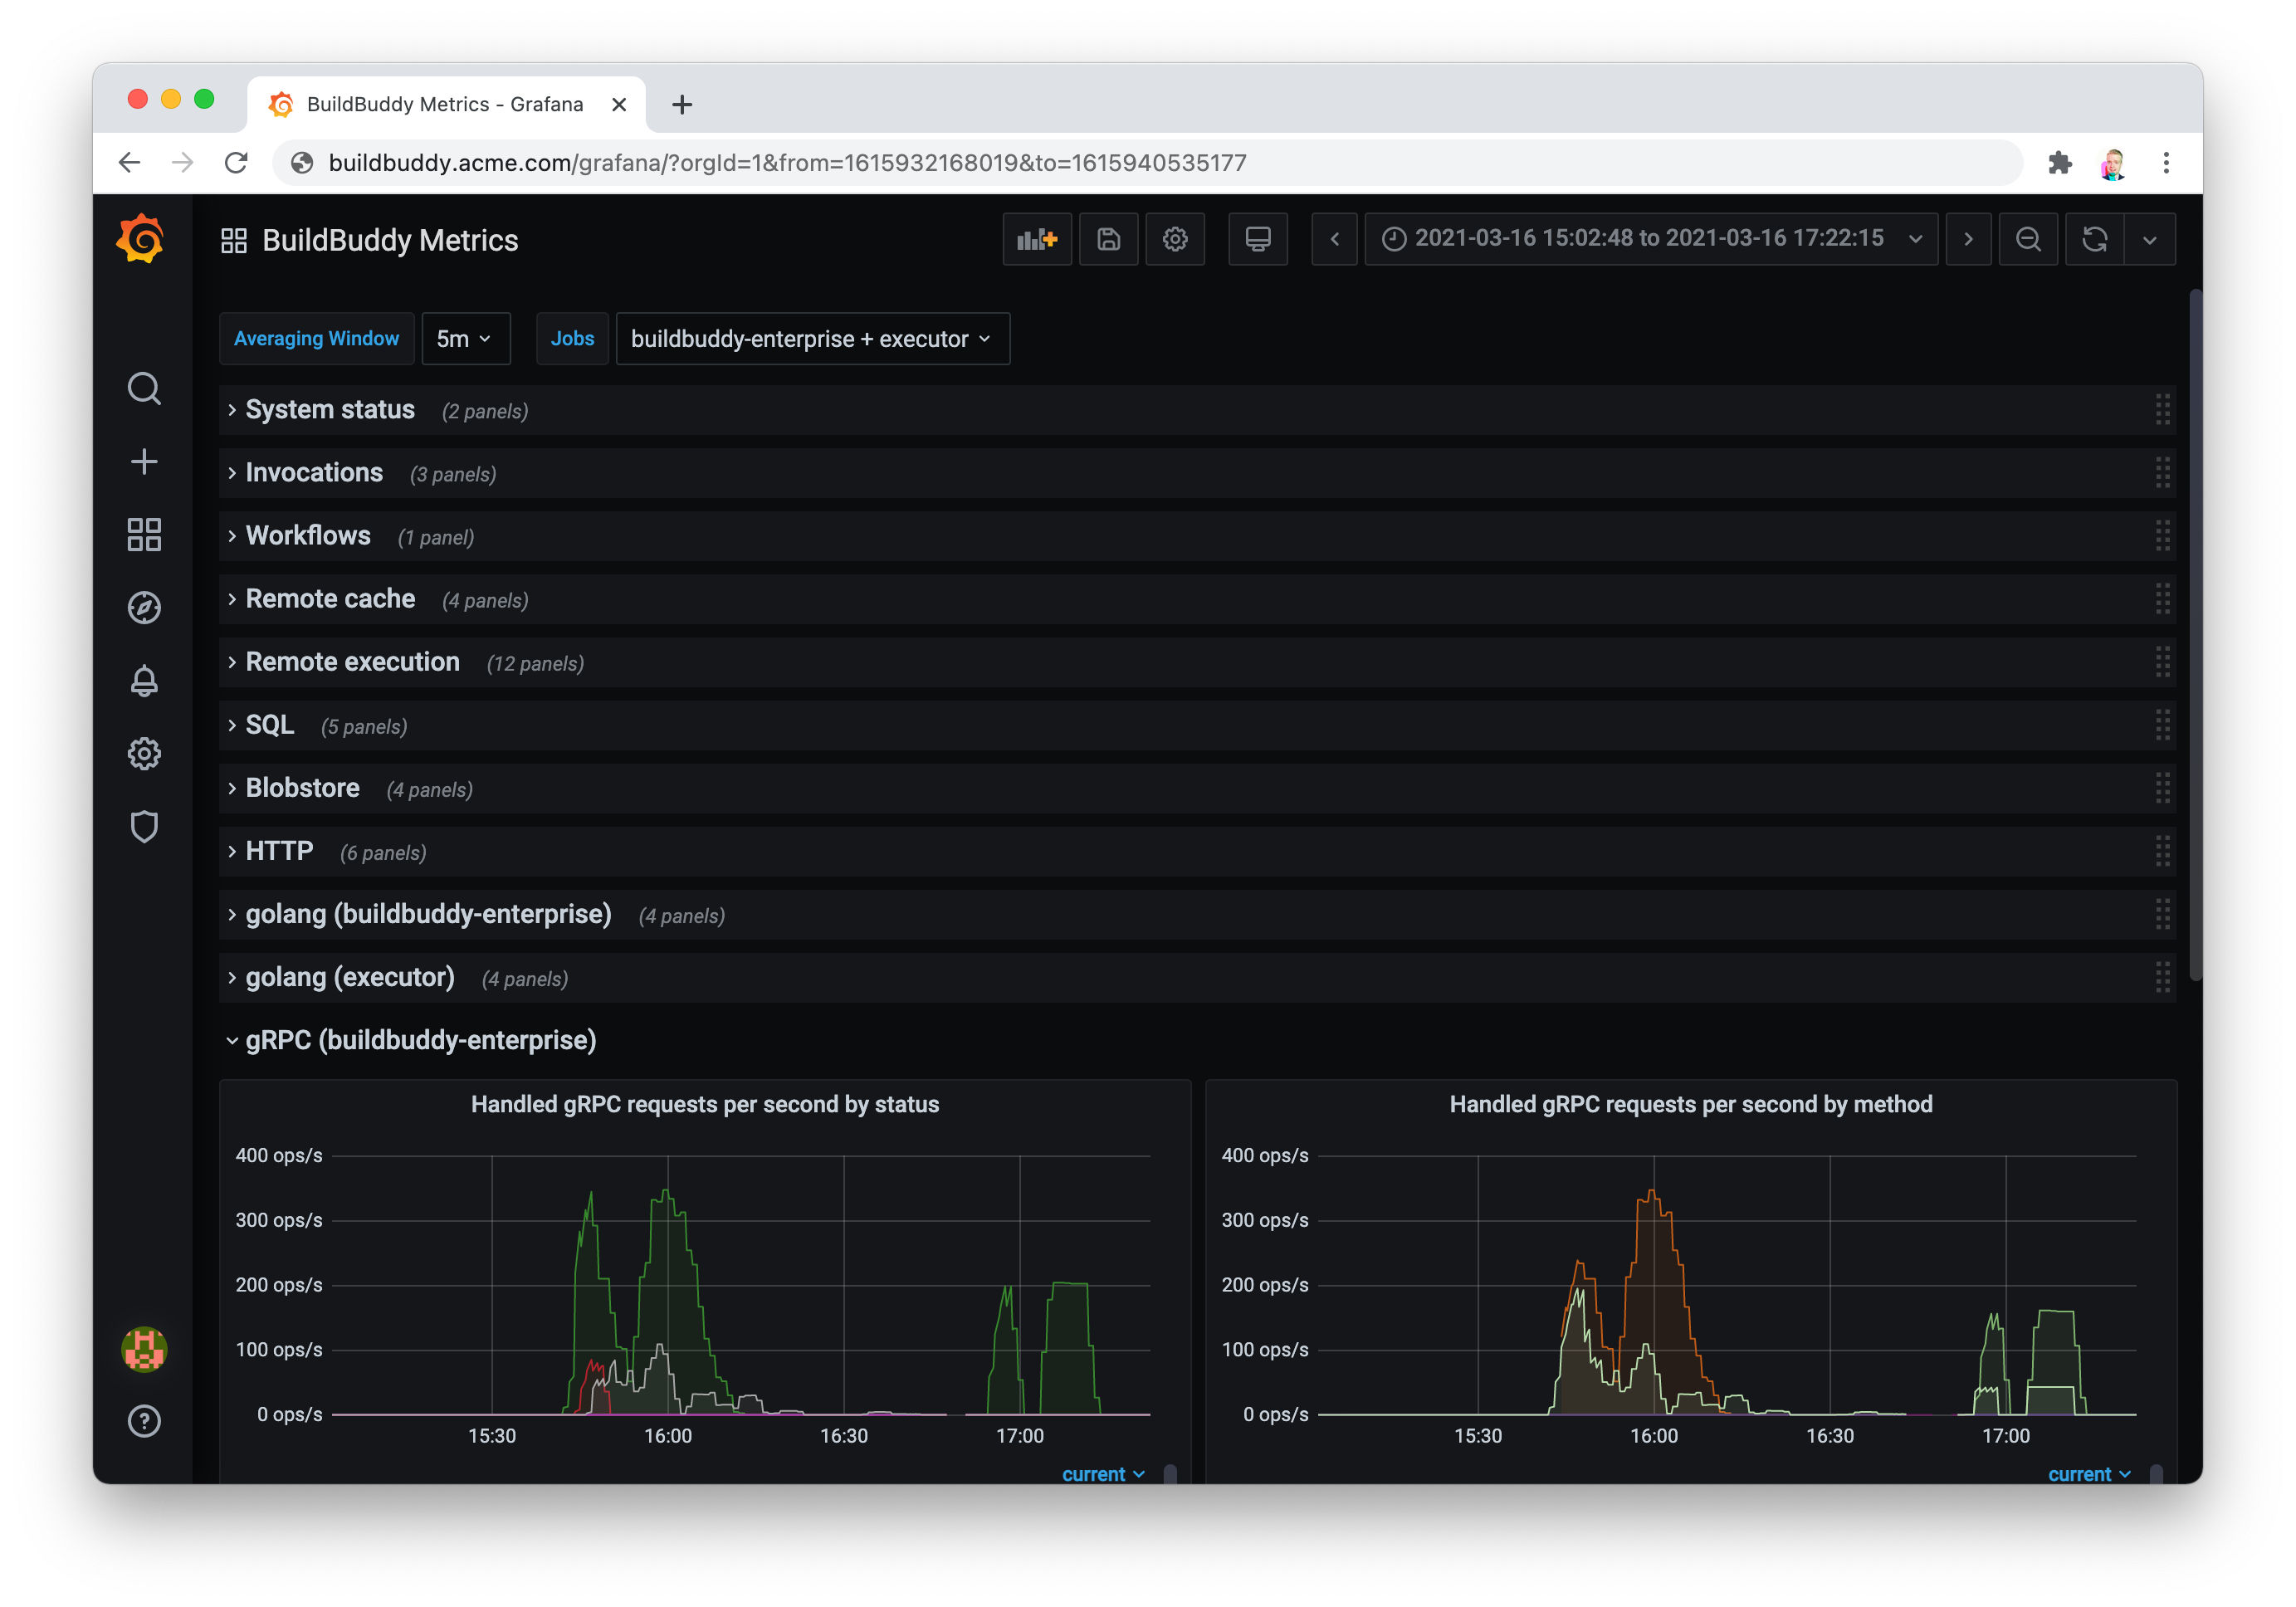 BuildBuddy Metrics - Grafana
buildbuddy.acme.com/grafana/?orgId=1&from=1615932168019&to=1615940535177
BuildBuddy Metrics
2021-03-16 15:02:48 to 2021-03-16 17:22:15
Averaging Window 5m Jobs buildbuddy-enterprise + executor
System status (2 panels)
Invocations (3 panels)
Workflows (1 panel)
Remote cache (4 panels)
Remote execution (12 panels)
SQL (5 panels)
Blobstore (4 panels)
HTTP (6 panels)
golang (buildbuddy-enterprise) (4 panels)
golang (executor) (4 panels)
gRPC (buildbuddy-enterprise)
Handled gRPC requests per second by status
400 ops/s
300 ops/s
200 ops/s
100 ops/s
0 ops/s
15:30 16:00 16:30 17:00
current
Handled gRPC requests per second by method
400 ops/s
300 ops/s
200 ops/s
100 ops/s
0 ops/s
15:30 16:00 16:30 17:00
current